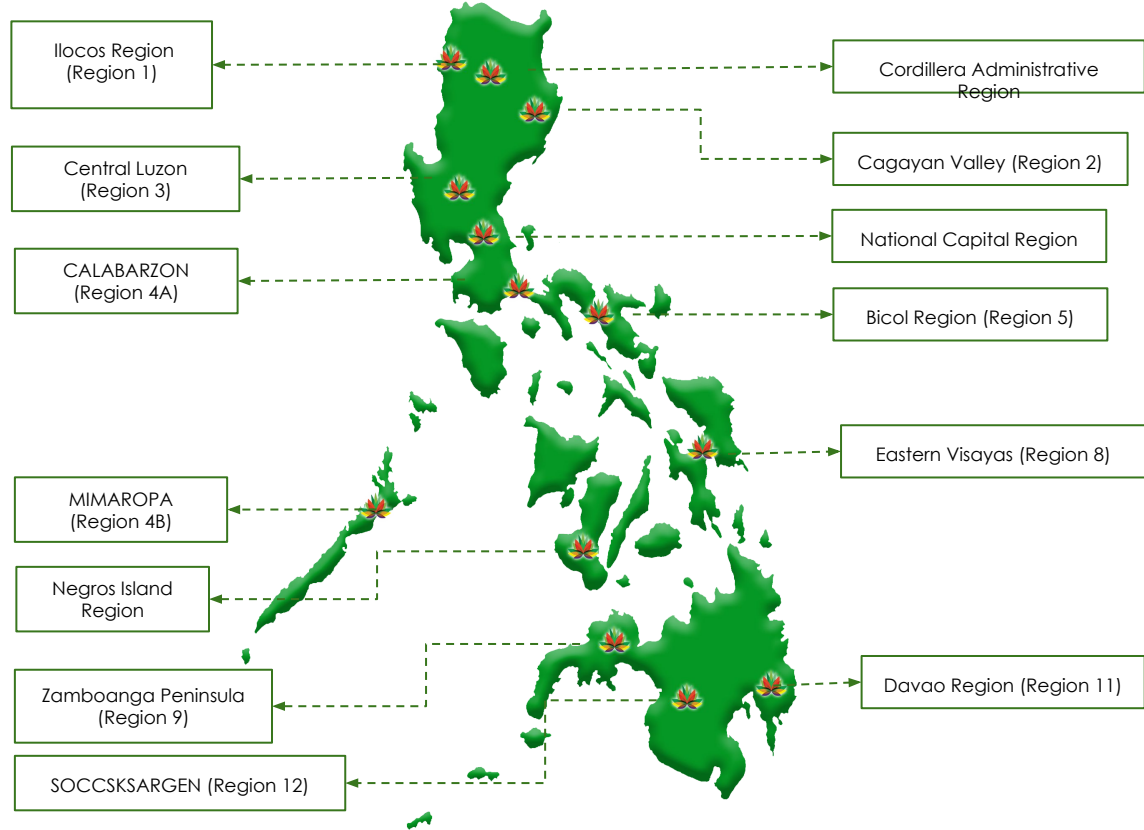 Ilocos Region
(Region 1)
Cordillera Administrative
Region
Central Luzon
(Region 3)
Cagayan Valley (Region 2)
National Capital Region
CALABARZON
(Region 4A)
Bicol Region (Region 5)
Eastern Visayas (Region 8)
MIMAROPA
(Region 4B)
Negros Island
Region
Zamboanga Peninsula
(Region 9)
Davao Region (Region 11)
SOCCSKSARGEN (Region 12)